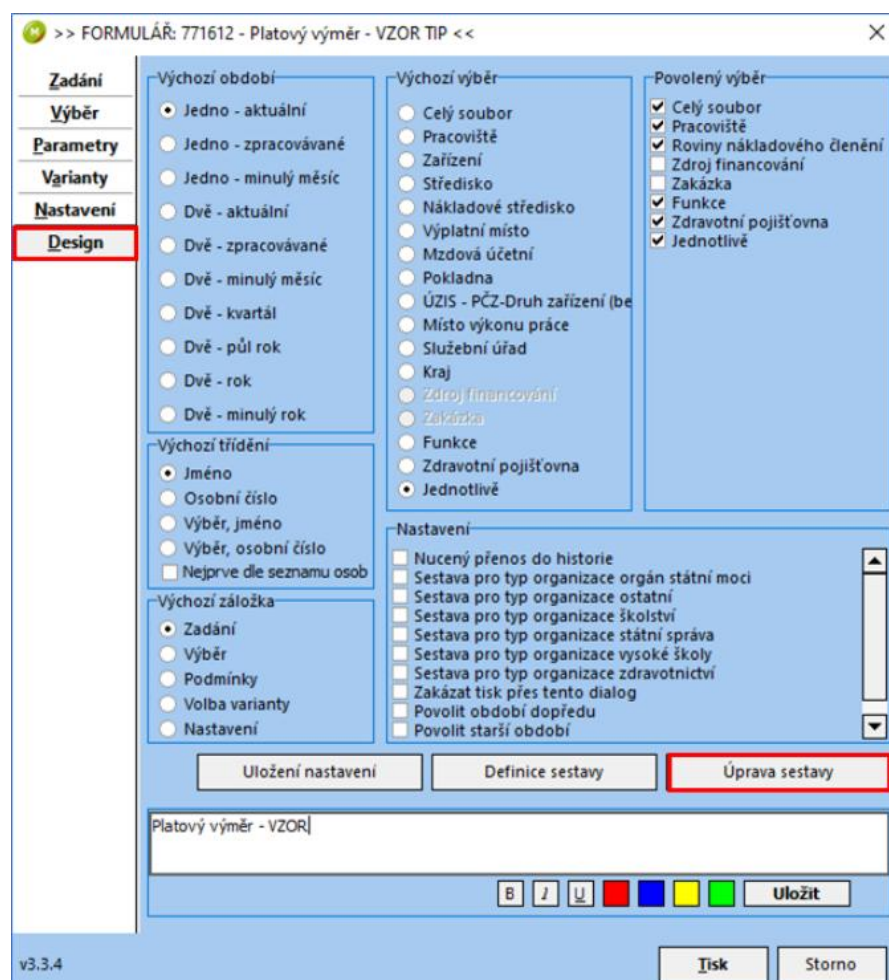 >> FORMULÁŘ: 771612 - Platový výměr - VZOR TIP <<
Zadání
Výběr
Parametry
Varianty
Nastavení
Design
Výchozí období
Jedno - aktuální
Jedno - zpracovávané
Jedno - minulý měsíc
Dvě - aktuální
Dvě - zpracovávané
Dvě - minulý měsíc
Dvě - kvartál
Dvě - půl rok
Dvě - rok
Dvě - minulý rok
Výchozí třídění
Jméno
Osobní číslo
Výběr, jméno
Výběr, osobní číslo
Nejprve dle seznamu osob
Výchozí záložka
Zadání
Výběr
Podmínky
Volba varianty
Nastavení
Výchozí výběr
Celý soubor
Pracoviště
Zařízení
Středisko
Nákladové středisko
Výplatní místo
Mzdová účetní
Pokladna
ÚZIS - PČZ-Druh zařízení (be
Místo výkonu práce
Služební úřad
Kraj
Zdroj financování
Zakázka
Funkce
Zdravotní pojišťovna
Jednotlivě
Povolený výběr
Celý soubor
Pracoviště
Roviny nákladového členění
Zdroj financování
Zakázka
Funkce
Zdravotní pojišťovna
Jednotlivě
Nastavení
Nucený přenos do historie
Sestava pro typ organizace orgán státní moci
Sestava pro typ organizace ostatní
Sestava pro typ organizace školství
Sestava pro typ organizace státní správa
Sestava pro typ organizace vysoké školy
Sestava pro typ organizace zdravotnictví
Zakázat tisk přes tento dialog
Povolit období dopředu
Povolit starší období
Uložení nastavení
Definice sestavy
Úprava sestavy
Platový výměr - VZOR
B I U Uložit
v3.3.4
Tisk
Storno